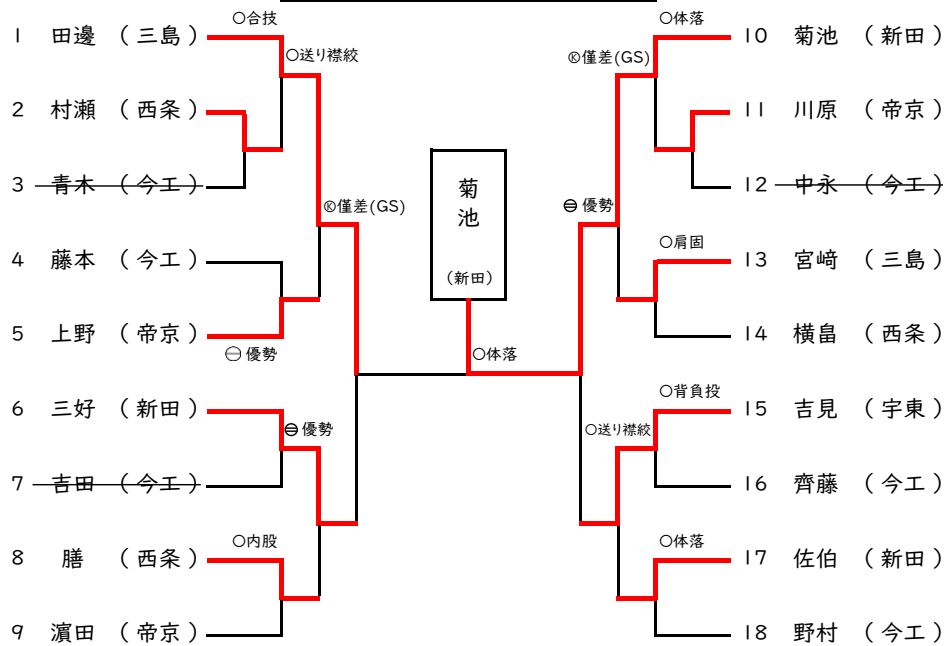 ○合技
1 田邊 (三島)
○送り襟絞
2 村瀬 (西条)
3 青木 (今工)
Ⓚ僅差(GS)
4 藤本 (今工)
5 上野 (帝京)
⊖ 優勢
6 三好 (新田)
⊖ 優勢
7 吉田 (今工)
○内股
8 膳 (西条)
9 濵田 (帝京)
菊池
(新田)
○体落
○体落
10 菊池 (新田)
Ⓚ僅差(GS)
11 川原 (帝京)
12 中永 (今工)
⊖ 優勢
○肩固
13 宮﨑 (三島)
14 横畠 (西条)
○背負投
15 吉見 (宇東)
○送り襟絞
16 齊藤 (今工)
○体落
17 佐伯 (新田)
18 野村 (今工)